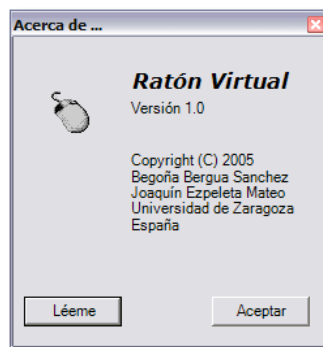 Acerca de ...
Ratón Virtual
Versión 1.0
Copyright (C) 2005
Begoña Bergua Sanchez
Joaquín Ezpeleta Mateo
Universidad de Zaragoza
España
Léeme
Aceptar